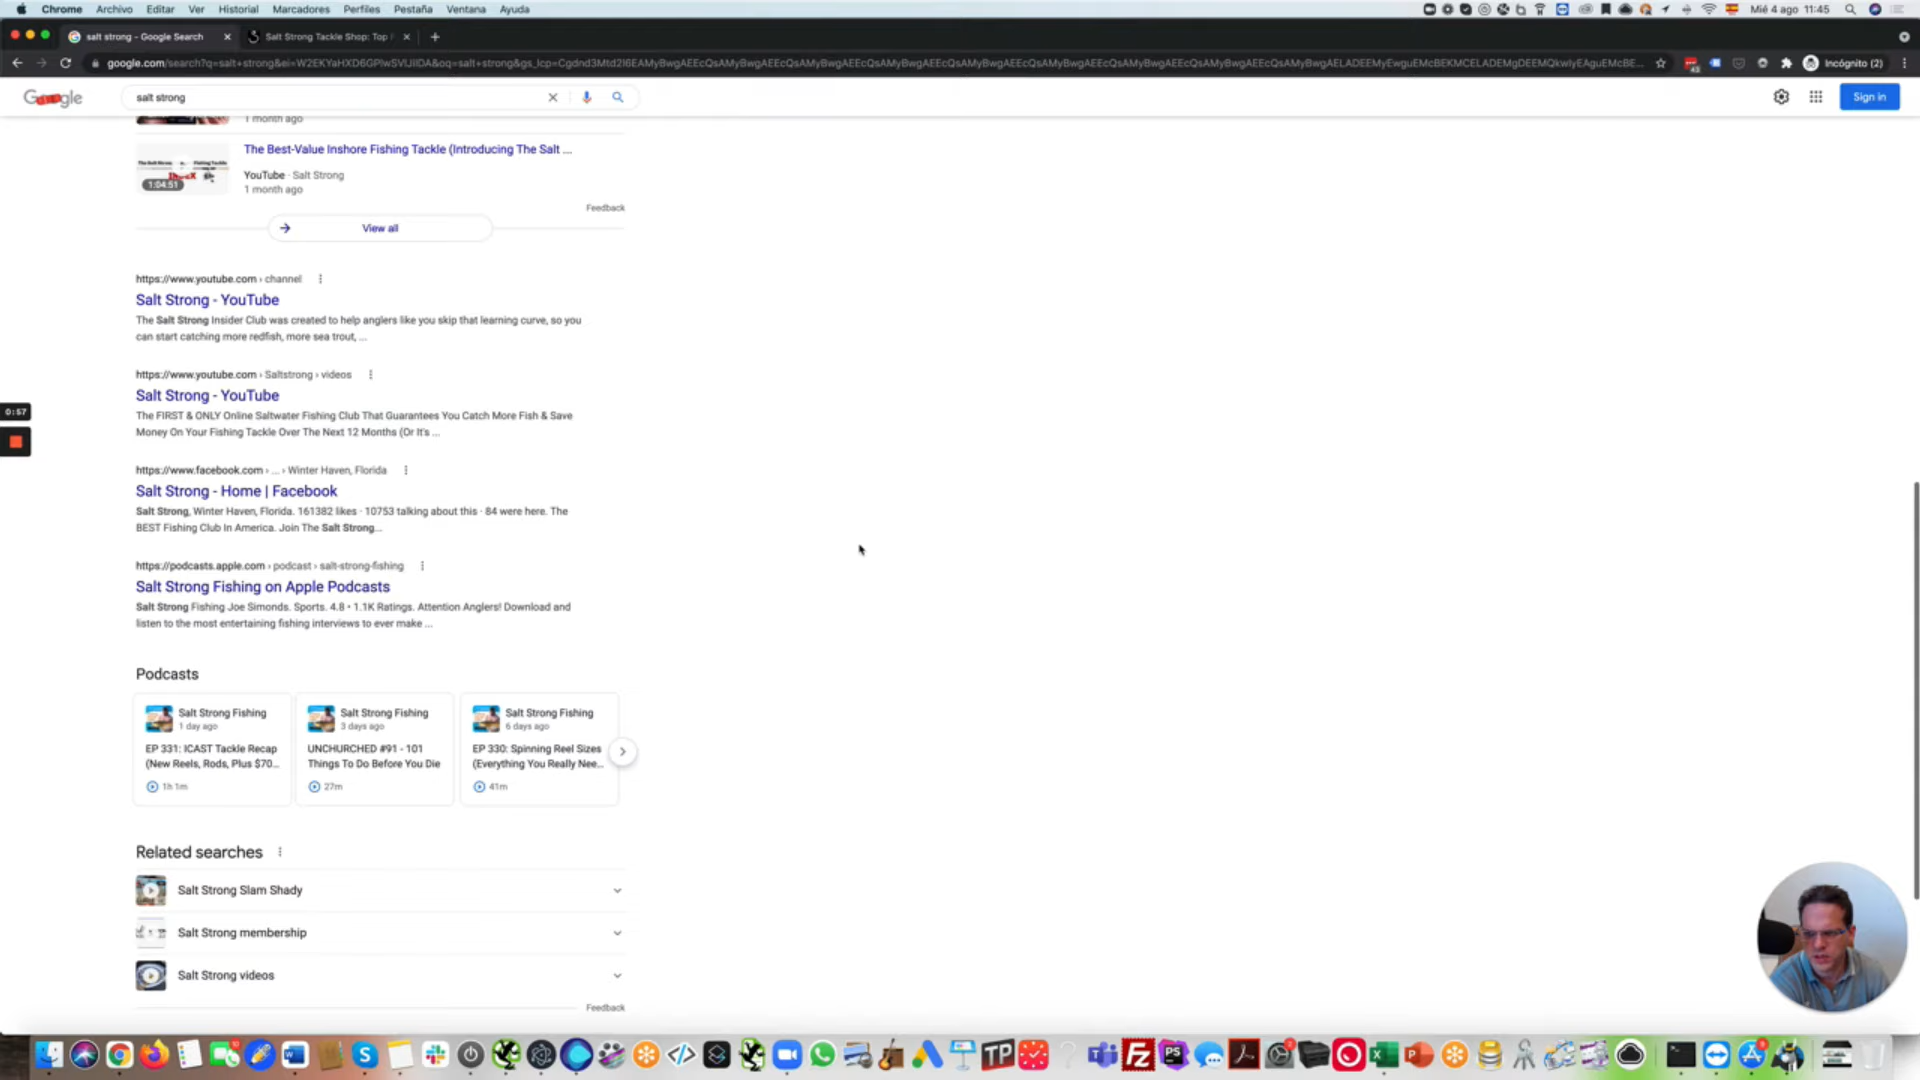 Chrome Archivo Editar Ver Historial Marcadores Perfiles Pestaña Ventana Ayuda
Mié 4 ago 11:45
salt strong - Google Search
Salt Strong Tackle Shop: Top
Incógnito (2)
Google
salt strong
Sign in
1 month ago
The Best-Value Inshore Fishing Tackle (Introducing The Salt ...
1:04:51
YouTube · Salt Strong
1 month ago
Feedback
View all
https://www.youtube.com › channel
Salt Strong - YouTube
The Salt Strong Insider Club was created to help anglers like you skip that learning curve, so you
can start catching more redfish, more sea trout, ...
https://www.youtube.com › Saltstrong › videos
Salt Strong - YouTube
0:57
The FIRST & ONLY Online Saltwater Fishing Club That Guarantees You Catch More Fish & Save
Money On Your Fishing Tackle Over The Next 12 Months (Or It's ...
https://www.facebook.com › ... › Winter Haven, Florida
Salt Strong - Home | Facebook
Salt Strong, Winter Haven, Florida. 161382 likes · 10753 talking about this · 84 were here. The
BEST Fishing Club In America. Join The Salt Strong...
https://podcasts.apple.com › podcast › salt-strong-fishing
Salt Strong Fishing on Apple Podcasts
Salt Strong Fishing Joe Simonds. Sports. 4.8 • 1.1K Ratings. Attention Anglers! Download and
listen to the most entertaining fishing interviews to ever make ...
Podcasts
Salt Strong Fishing
1 day ago
EP 331: ICAST Tackle Recap
(New Reels, Rods, Plus $70...
1h 1m
Salt Strong Fishing
3 days ago
UNCHURCHED #91 - 101
Things To Do Before You Die
27m
Salt Strong Fishing
6 days ago
EP 330: Spinning Reel Sizes
(Everything You Really Nee...
41m
Related searches
Salt Strong Slam Shady
Salt Strong membership
Salt Strong videos
Feedback